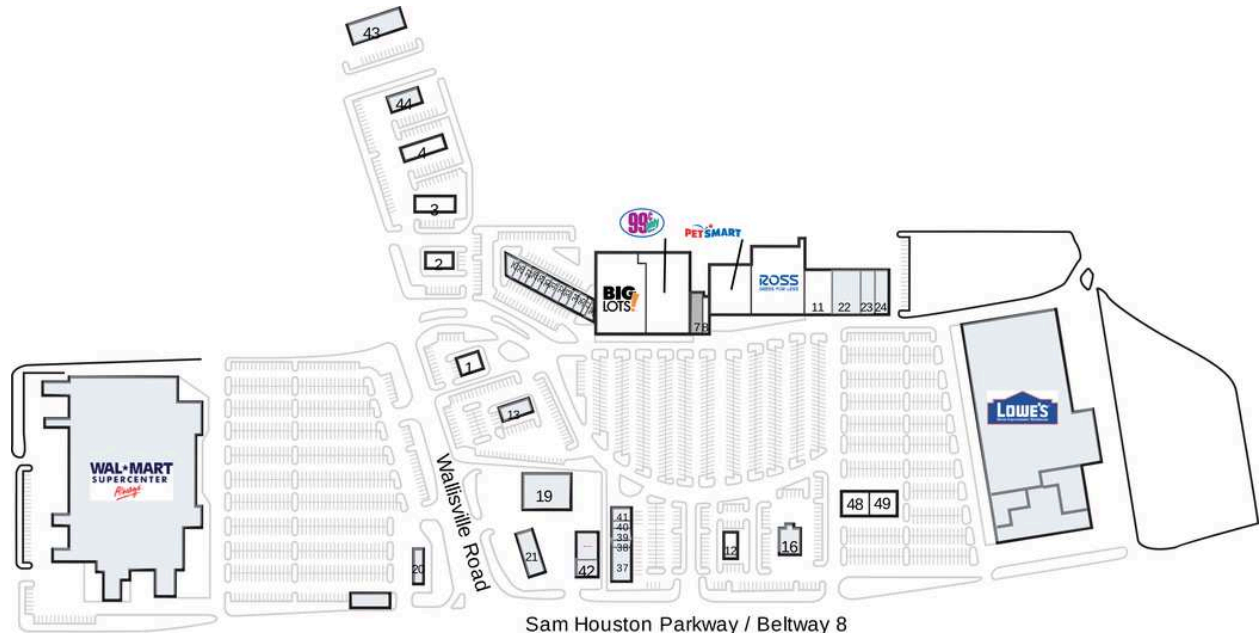 43
44
4
3
2
99¢ only
PETSMART
BIG
LOTS!
ROSS
DRESS FOR LESS
7 8
11
22
23
24
1
13
WAL★MART
SUPERCENTER
Always
LOWE'S
Wallisville Road
19
21
42
41
40
39
38
37
12
16
48
49
20
Sam Houston Parkway / Beltway 8